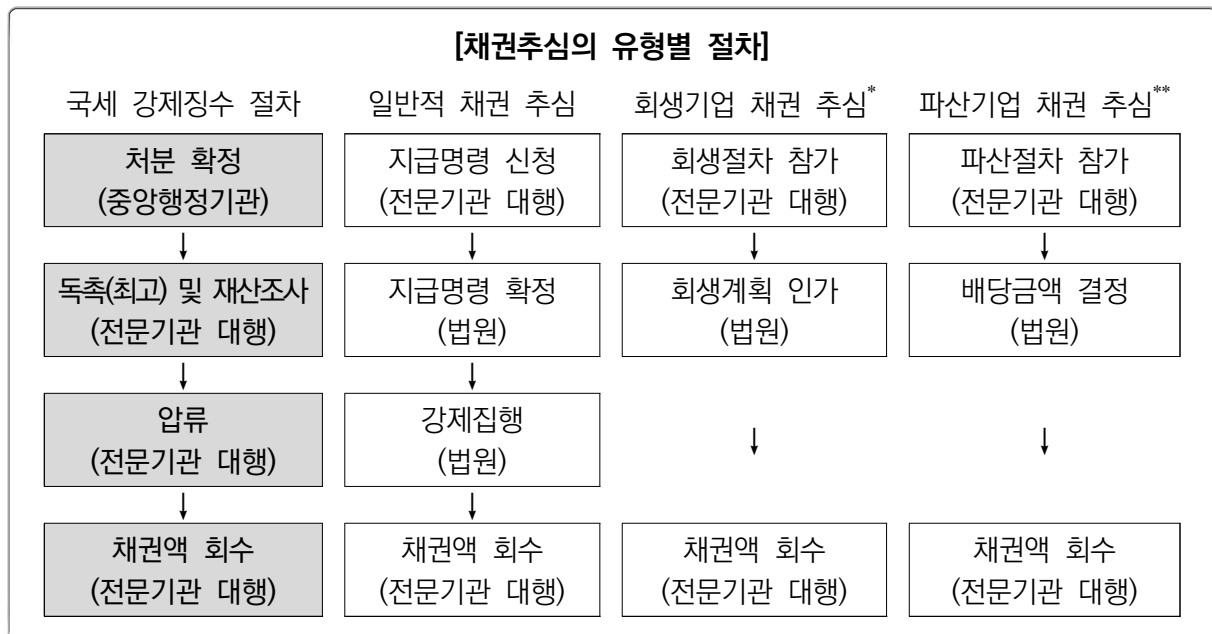 [채권추심의 유형별 절차]
국세 강제징수 절차 일반적 채권 추심 회생기업 채권 추심* 파산기업 채권 추심**
처분 확정
(중앙행정기관)
지급명령 신청
(전문기관 대행)
회생절차 참가
(전문기관 대행)
파산절차 참가
(전문기관 대행)
독촉(최고) 및 재산조사
(전문기관 대행)
지급명령 확정
(법원)
회생계획 인가
(법원)
배당금액 결정
(법원)
압류
(전문기관 대행)
강제집행
(법원)
채권액 회수
(전문기관 대행)
채권액 회수
(전문기관 대행)
채권액 회수
(전문기관 대행)
채권액 회수
(전문기관 대행)